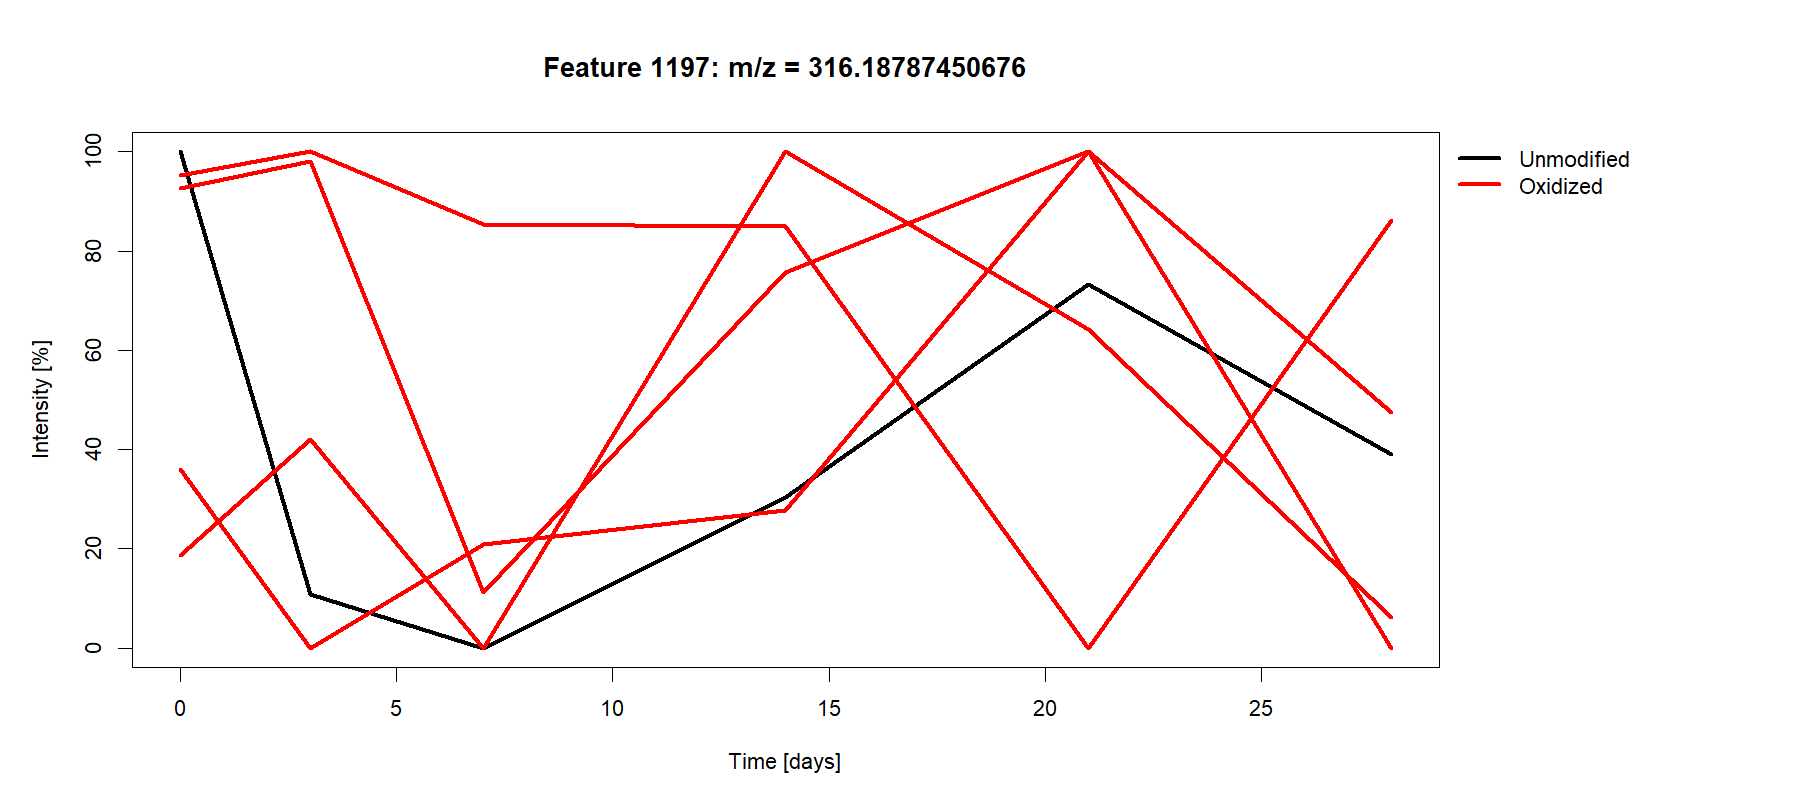 Feature 1197: m/z = 316.18787450676
Unmodified
Oxidized
Intensity [%]
100
80
60
40
20
0
0 5 10 15 20 25
Time [days]